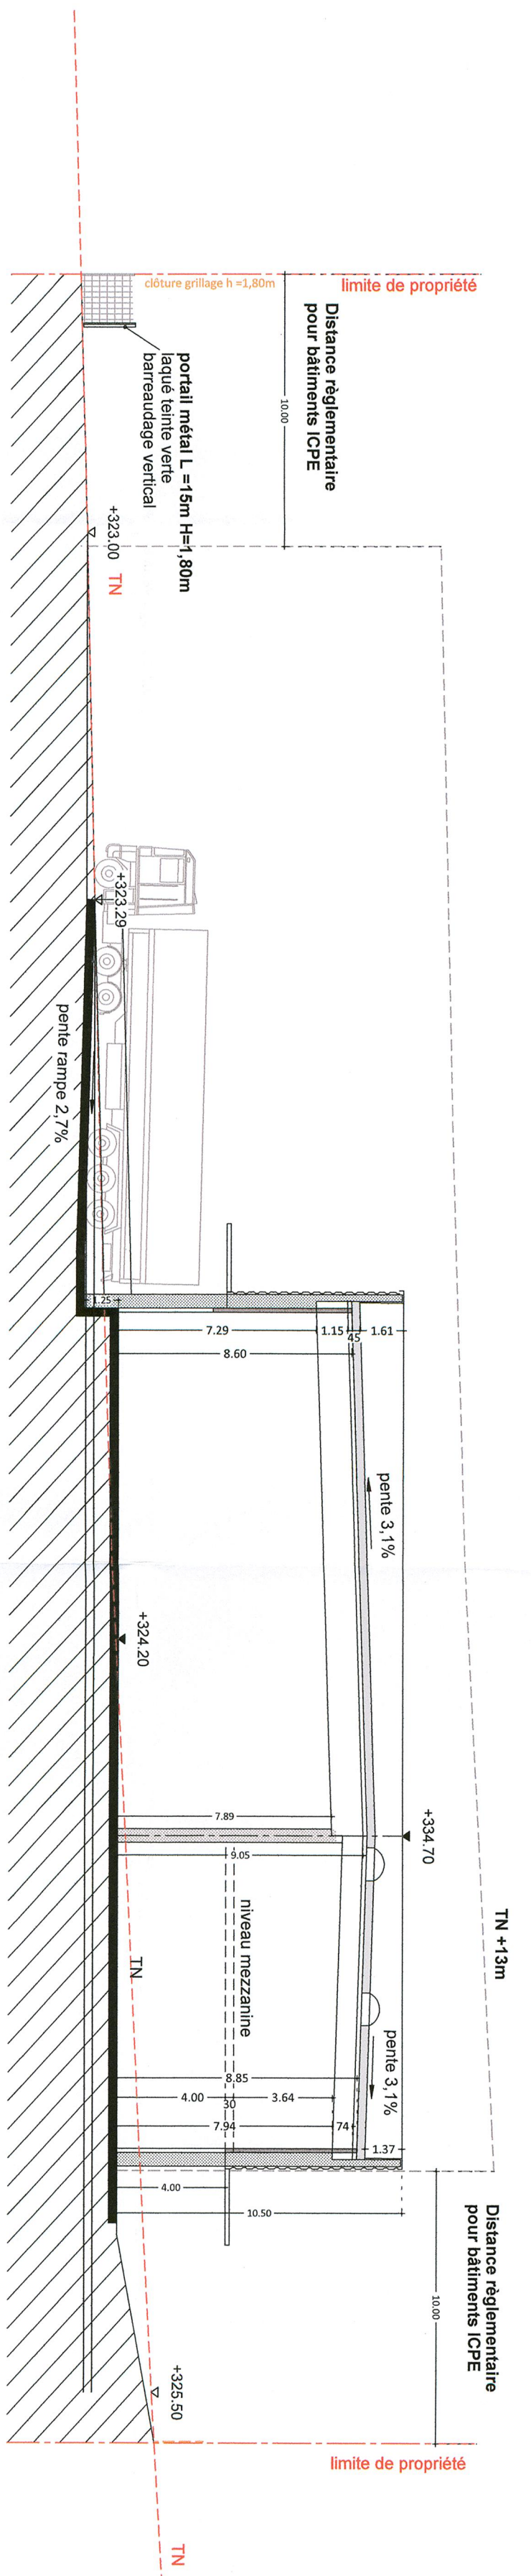 clôture grillage h =1,80m
limite de propriété
Distance règlementaire
pour bâtiments ICPE
10.00
portail métal L =15m H=1,80m
laqué teinte verte
barreaudage vertical
+323.00
TN
+323.29
pente rampe 2,7%
1.25
7.29
1.15
45
1.61
8.60
pente 3,1%
+324.20
7.89
+334.70
9.05
niveau mezzanine
TN
TN +13m
pente 3,1%
8.85
4.00
30
3.64
7.94
74
1.37
4.00
10.50
Distance règlementaire
pour bâtiments ICPE
10.00
+325.50
limite de propriété
TN